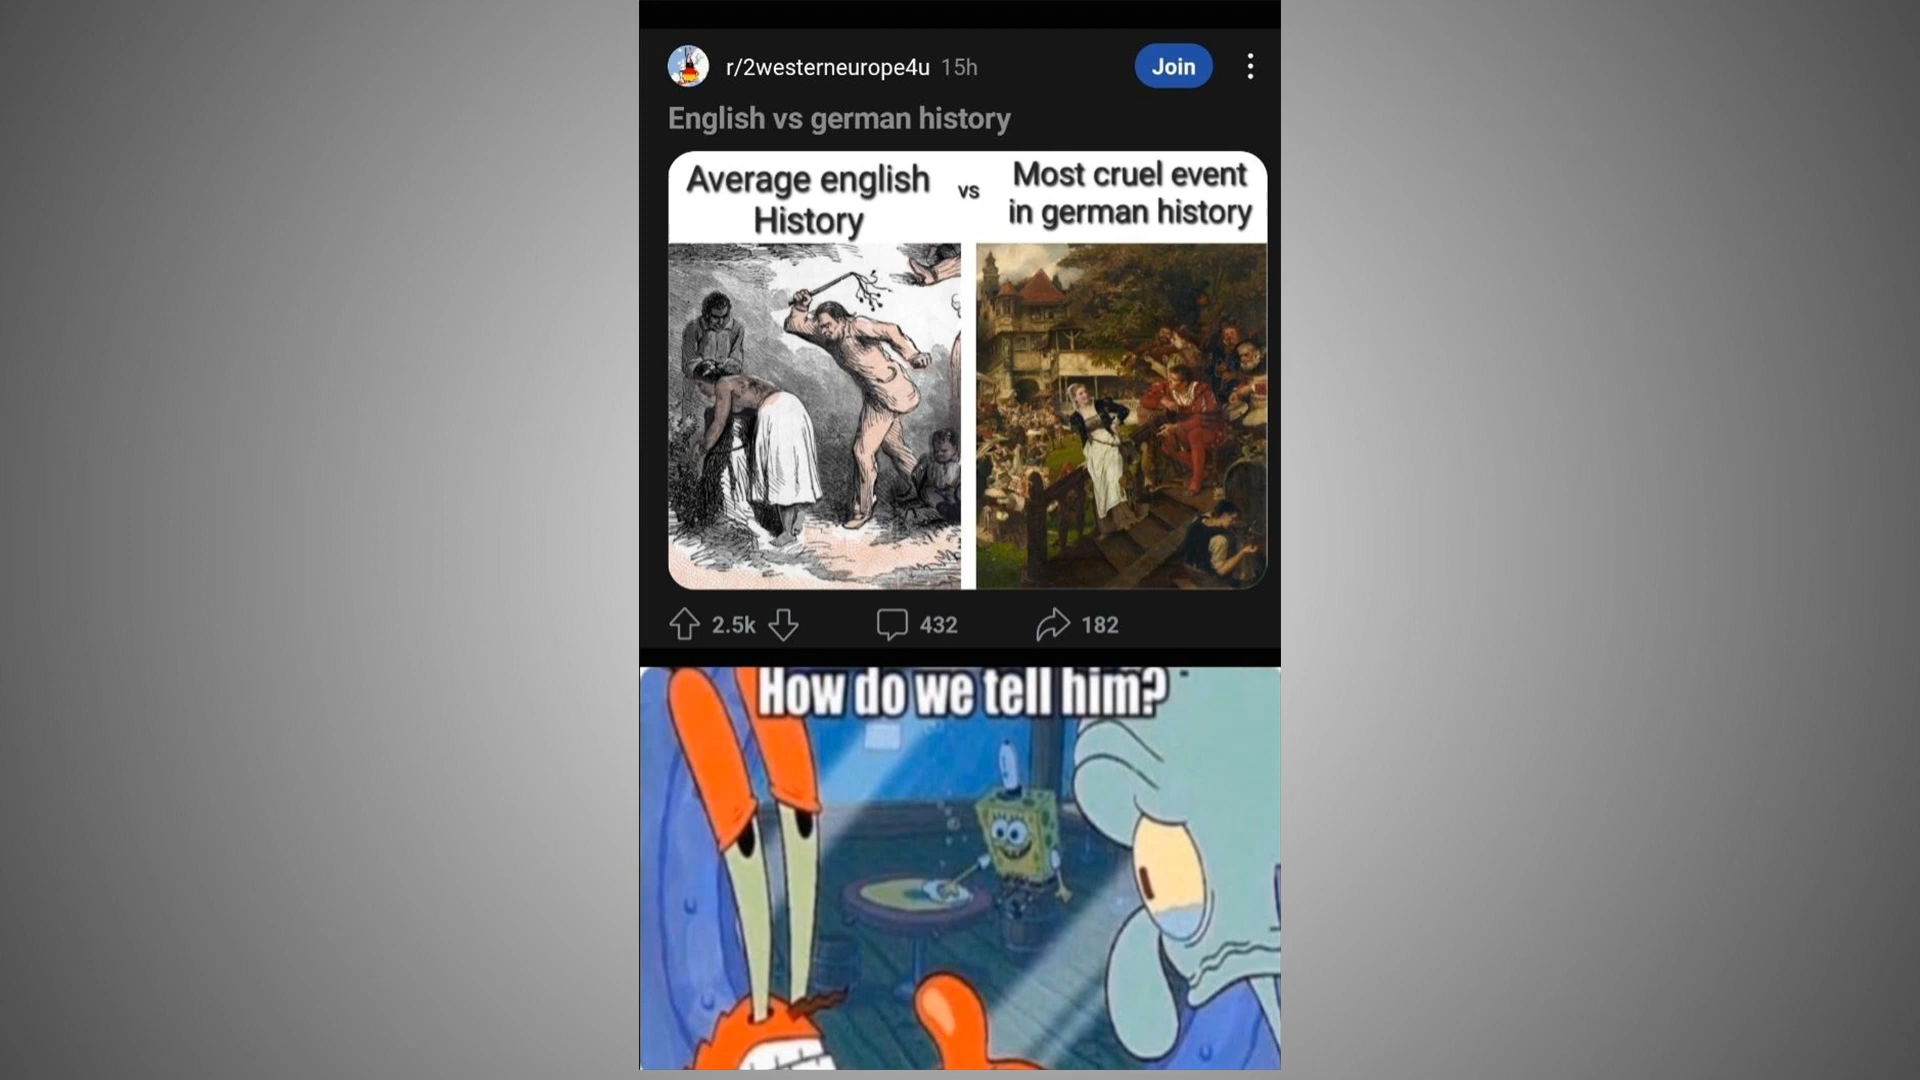 r/2westerneurope4u 15h
Join
English vs german history
Average english
History
vs
Most cruel event
in german history
2.5k
432
182
How do we tell him?